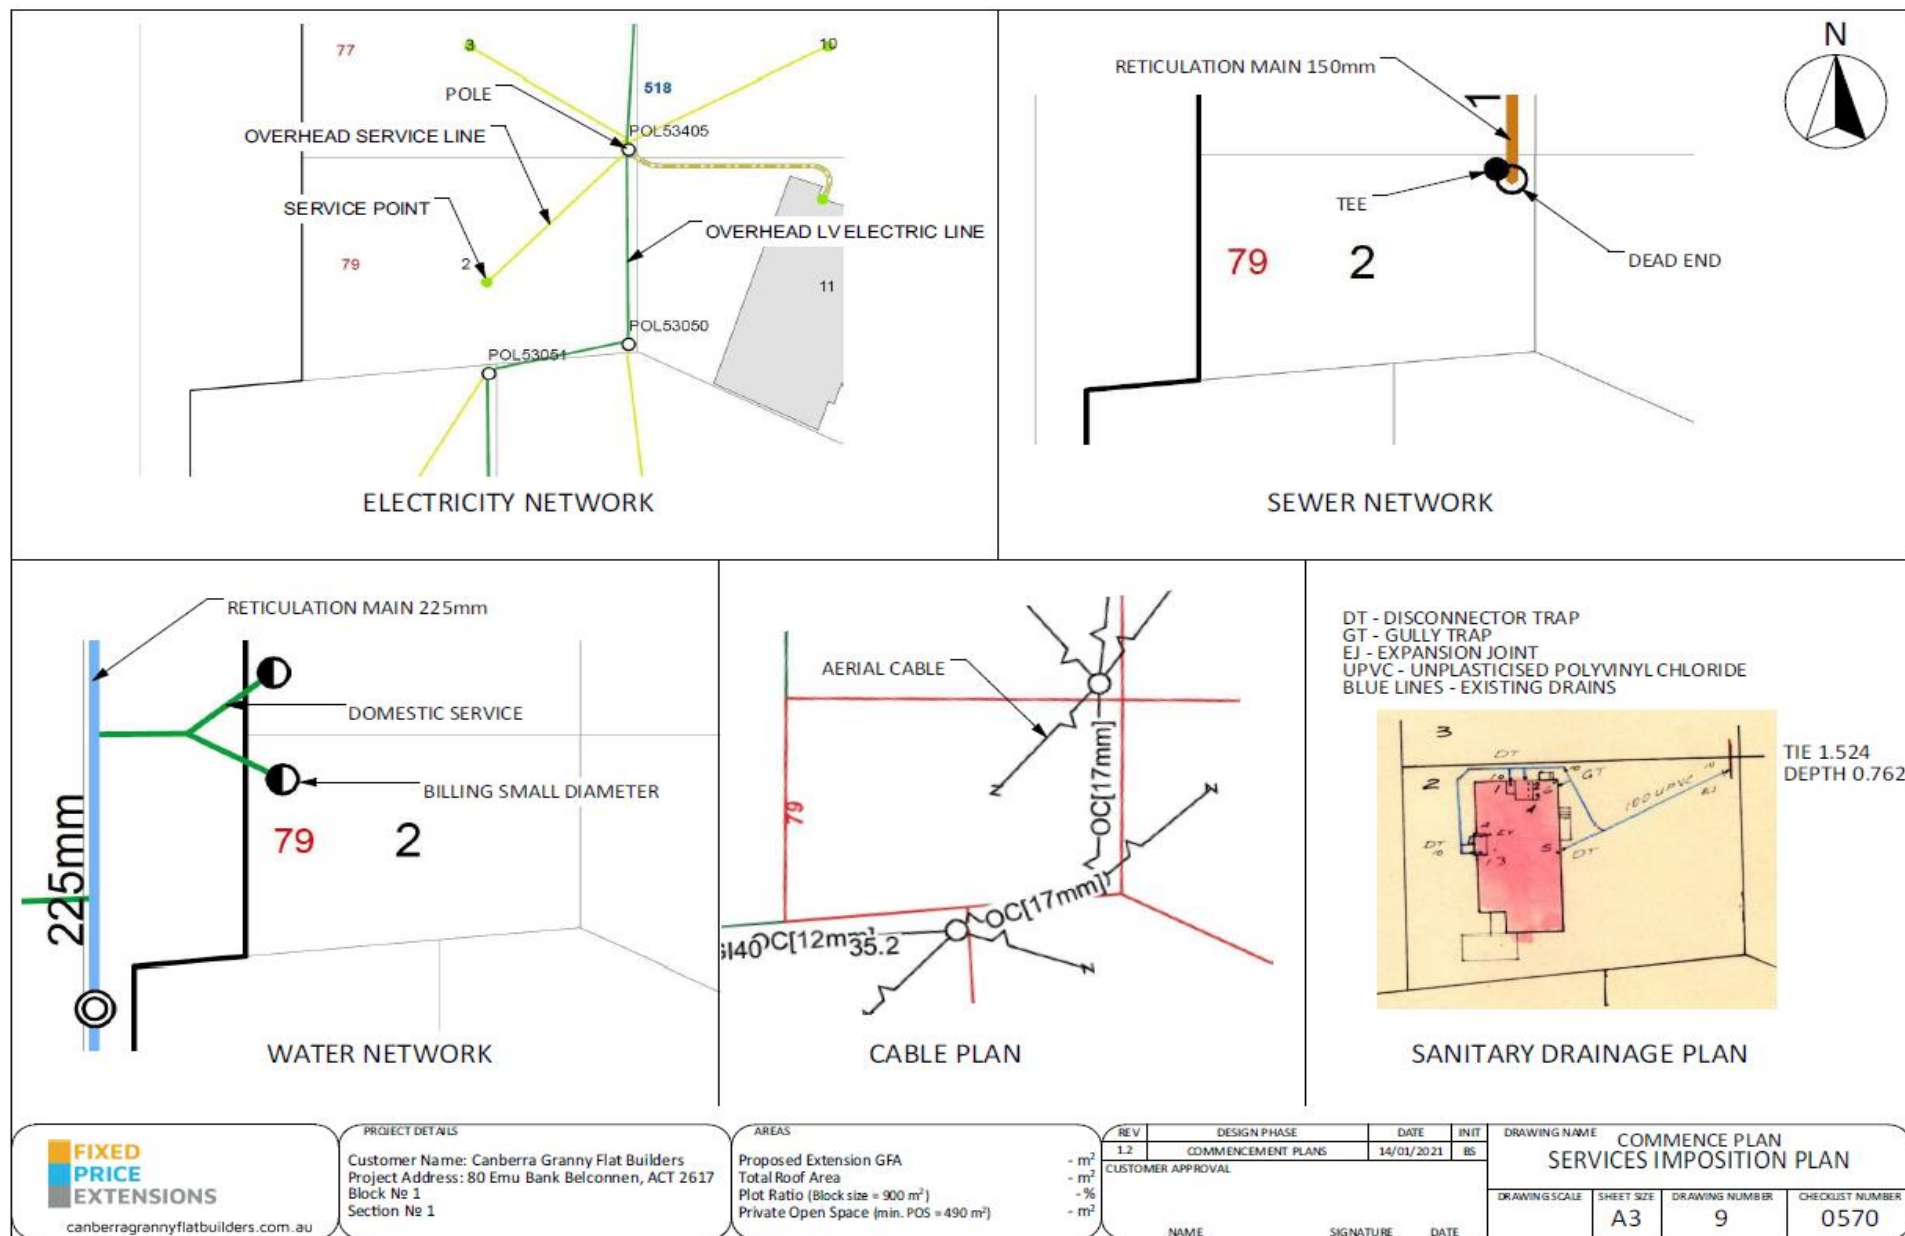 77
3
10
518
POLE
POL53405
OVERHEAD SERVICE LINE
SERVICE POINT
OVERHEAD LVELECTRIC LINE
79
2
11
POL53050
POL53051
ELECTRICITY NETWORK
N
RETICULATION MAIN 150mm
1
TEE
79
2
DEAD END
SEWER NETWORK
RETICULATION MAIN 225mm
DOMESTIC SERVICE
BILLING SMALL DIAMETER
79
2
225mm
WATER NETWORK
AERIAL CABLE
OC[17mm]
79
OC[17mm]
OC[12mm]
35.2
CABLE PLAN
DT - DISCONNECTOR TRAP
GT - GULLY TRAP
EJ - EXPANSION JOINT
UPVC - UNPLASTICISED POLYVINYL CHLORIDE
BLUE LINES - EXISTING DRAINS
3
DT
2
GT
100 UPVC
DT
DT
TIE 1.524
DEPTH 0.762
SANITARY DRAINAGE PLAN
FIXED
PRICE
EXTENSIONS
canberragrannyflatbuilders.com.au
PROJECT DETAILS
Customer Name: Canberra Granny Flat Builders
Project Address: 80 Emu Bank Belconnen, ACT 2617
Block № 1
Section № 1
AREAS
Proposed Extension GFA - m²
Total Roof Area - m²
Plot Ratio (Block size = 900 m²) - %
Private Open Space (min. POS = 490 m²) - m²
REV DESIGN PHASE DATE INIT
1.2 COMMENCEMENT PLANS 14/01/2021 BS
CUSTOMER APPROVAL
NAME SIGNATURE DATE
DRAWING NAME
COMMENCE PLAN
SERVICES IMPOSITION PLAN
DRAWING SCALE SHEET SIZE DRAWING NUMBER CHECKLIST NUMBER
A3 9 0570